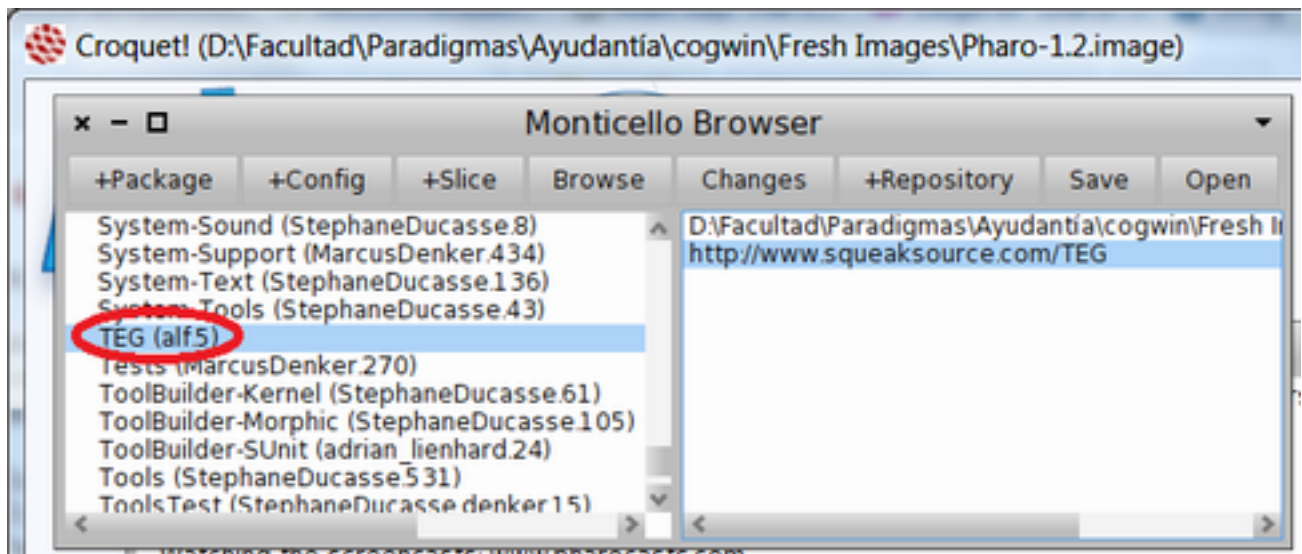 Croquet! (D:\Facultad\Paradigmas\Ayudantía\cogwin\Fresh Images\Pharo-1.2.image)
Monticello Browser
+Package +Config +Slice Browse Changes +Repository Save Open
System-Sound (StephaneDucasse.8)
System-Support (MarcusDenker.434)
System-Text (StephaneDucasse.136)
System-Tools (StephaneDucasse.43)
TEG (alf.5)
Tests (MarcusDenker.270)
ToolBuilder-Kernel (StephaneDucasse.61)
ToolBuilder-Morphic (StephaneDucasse.105)
ToolBuilder-SUnit (adrian_lienhard.24)
Tools (StephaneDucasse.531)
ToolsTest (StephaneDucasse.denker.15)
D:\Facultad\Paradigmas\Ayudantía\cogwin\Fresh
http://www.squeaksource.com/TEG